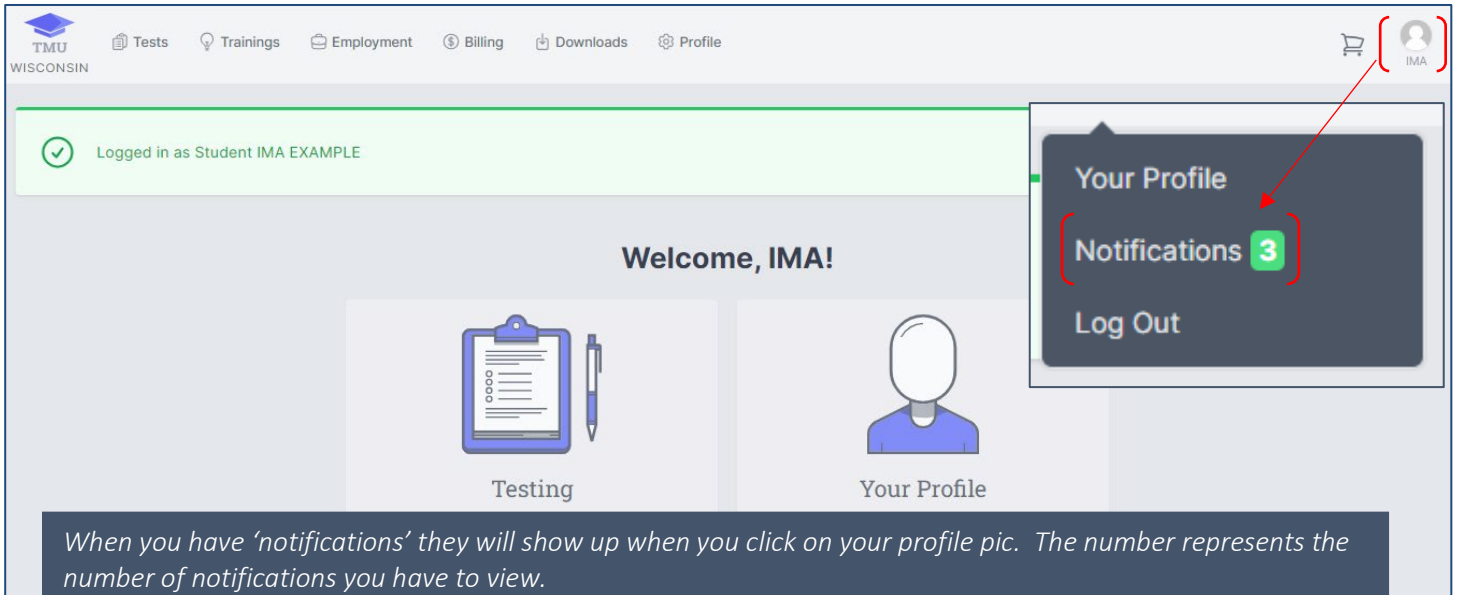 TMU
WISCONSIN
Tests Trainings Employment Billing Downloads Profile
IMA
Logged in as Student IMA EXAMPLE
Your Profile
Notifications 3
Log Out
Welcome, IMA!
Testing
Your Profile
When you have ‘notifications’ they will show up when you click on your profile pic. The number represents the
number of notifications you have to view.